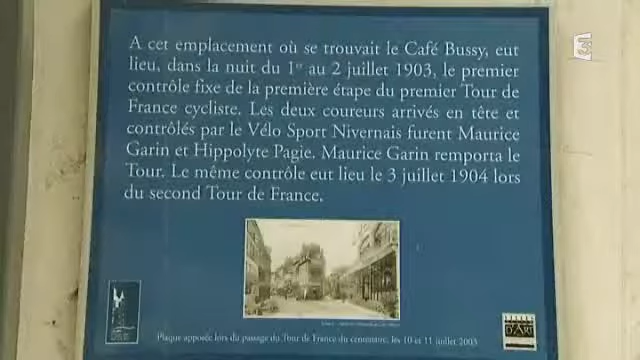 3
A cet emplacement où se trouvait le Café Bussy, eut
lieu, dans la nuit du 1er au 2 juillet 1903, le premier
contrôle fixe de la première étape du premier Tour de
France cycliste. Les deux coureurs arrivés en tête et
contrôlés par le Vélo Sport Nivernais furent Maurice
Garin et Hippolyte Pagie. Maurice Garin remporta le
Tour. Le même contrôle eut lieu le 3 juillet 1904 lors
du second Tour de France.
D'ART
Plaque apposée lors du passage du Tour de France du centenaire, les 10 et 11 juillet 2003